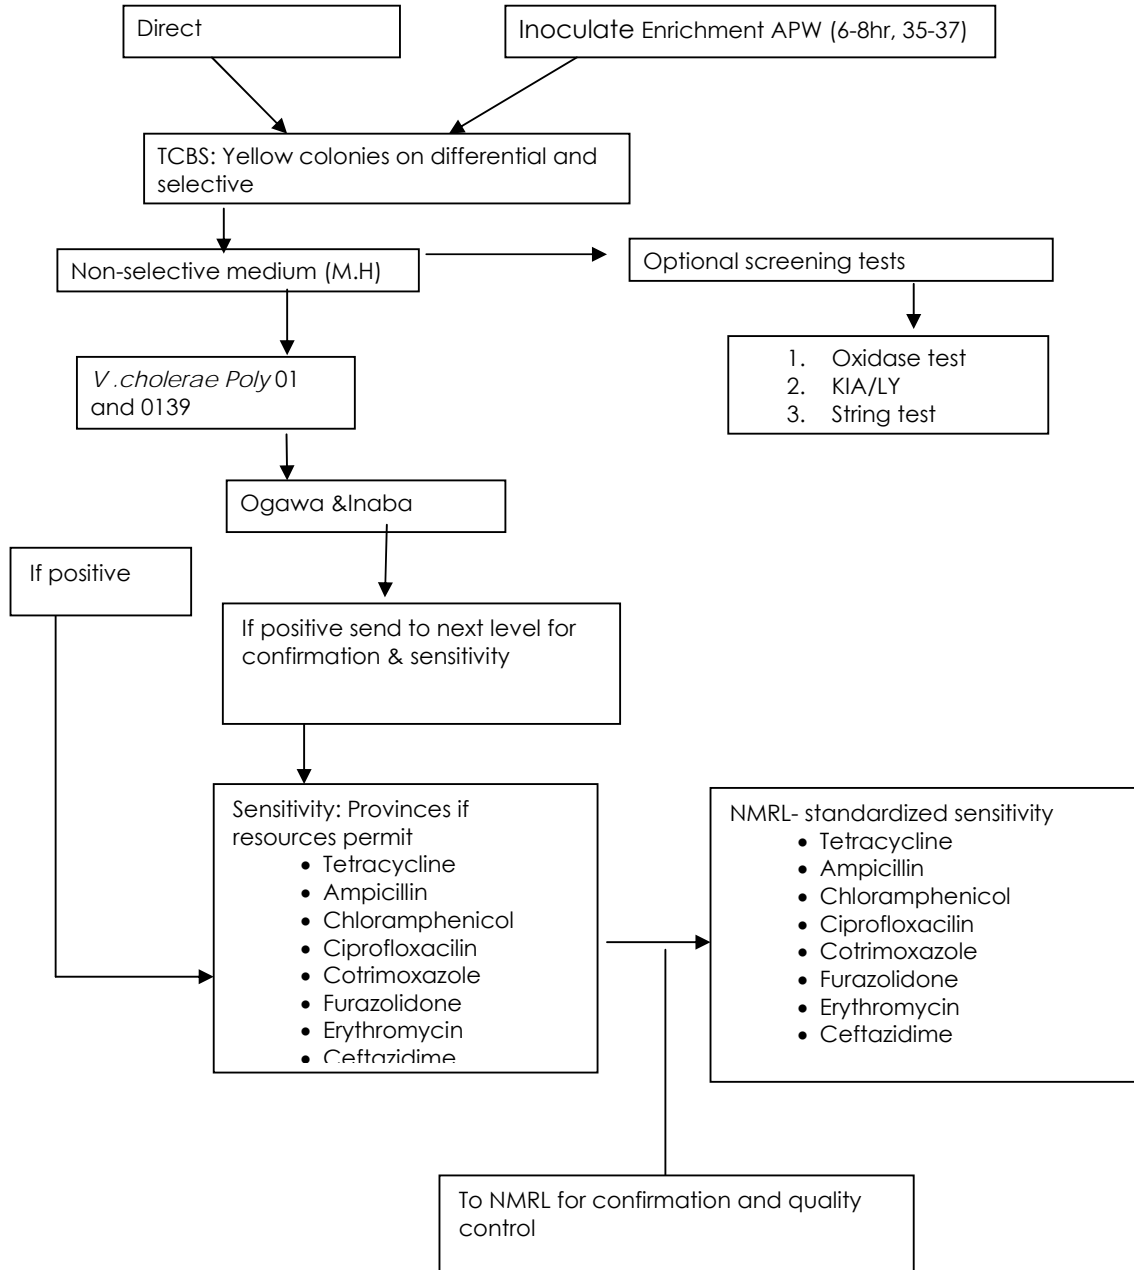 Direct
Inoculate Enrichment APW (6-8hr, 35-37)
TCBS: Yellow colonies on differential and
selective
Non-selective medium (M.H)
Optional screening tests
V .cholerae Poly 01
and 0139
1. Oxidase test
2. KIA/LY
3. String test
Ogawa &Inaba
If positive
If positive send to next level for
confirmation & sensitivity
Sensitivity: Provinces if
resources permit
• Tetracycline
• Ampicillin
• Chloramphenicol
• Ciprofloxacilin
• Cotrimoxazole
• Furazolidone
• Erythromycin
• Ceftazidime
NMRL- standardized sensitivity
• Tetracycline
• Ampicillin
• Chloramphenicol
• Ciprofloxacilin
• Cotrimoxazole
• Furazolidone
• Erythromycin
• Ceftazidime
To NMRL for confirmation and quality
control